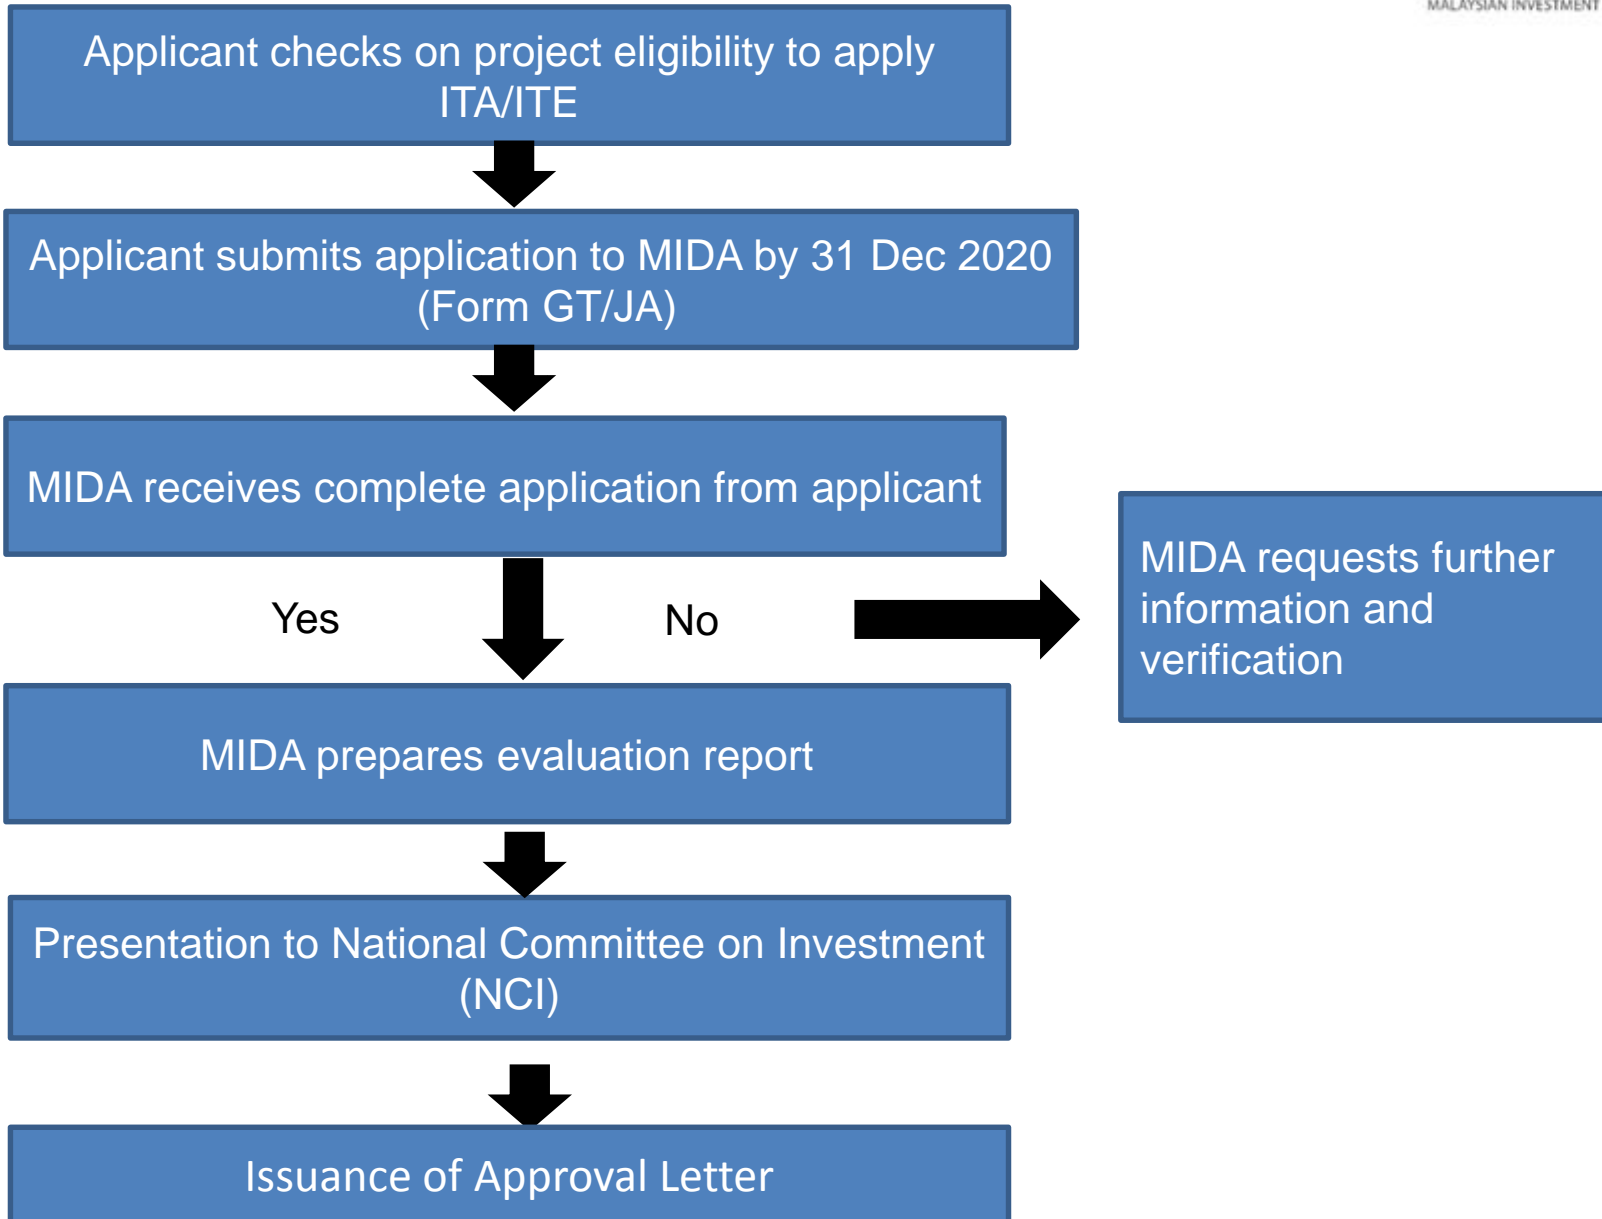 MALAYSIAN INVESTMENT
Applicant checks on project eligibility to apply
ITA/ITE
Applicant submits application to MIDA by 31 Dec 2020
(Form GT/JA)
MIDA receives complete application from applicant
Yes
No
MIDA requests further
information and
verification
MIDA prepares evaluation report
Presentation to National Committee on Investment
(NCI)
Issuance of Approval Letter